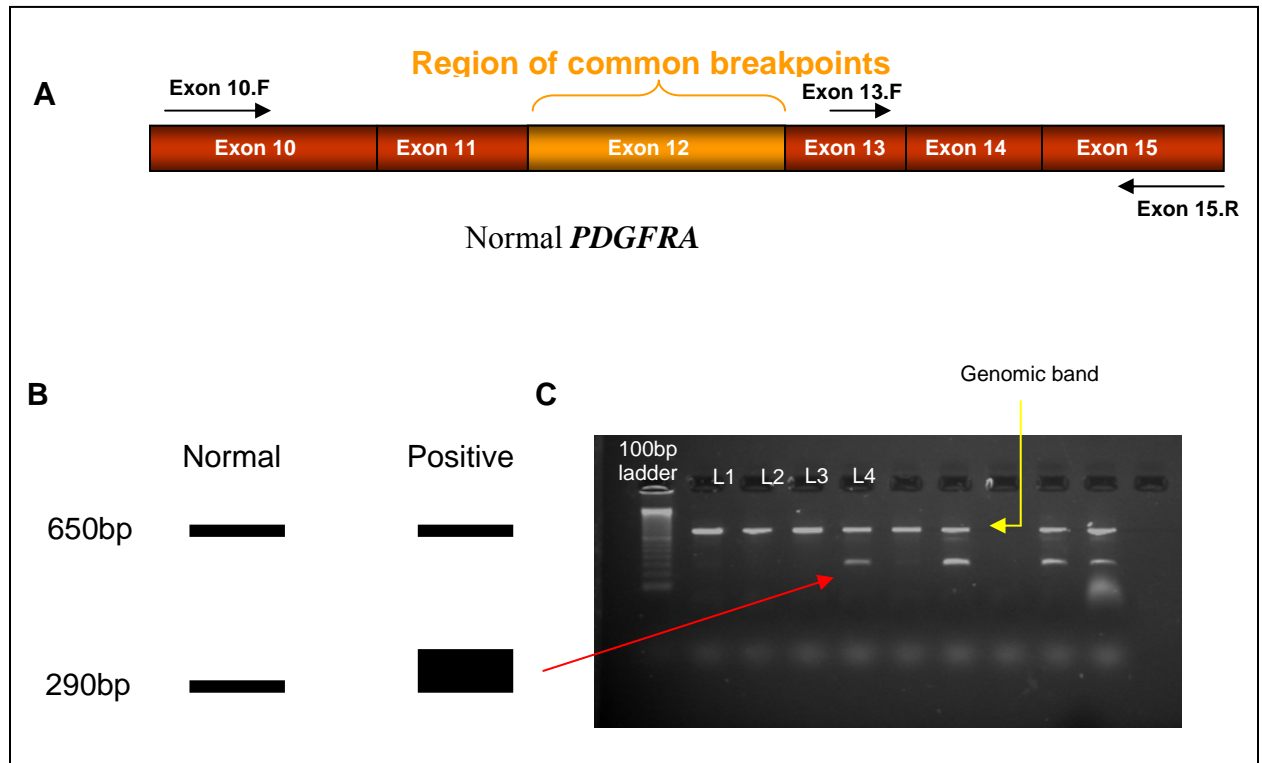 Region of common breakpoints
A
Exon 10.F
Exon 13.F
Exon 10
Exon 11
Exon 12
Exon 13
Exon 14
Exon 15
Exon 15.R
Normal PDGFRA
Genomic band
B
C
Normal
Positive
100bp
ladder
L1
L2
L3
L4
650bp
290bp